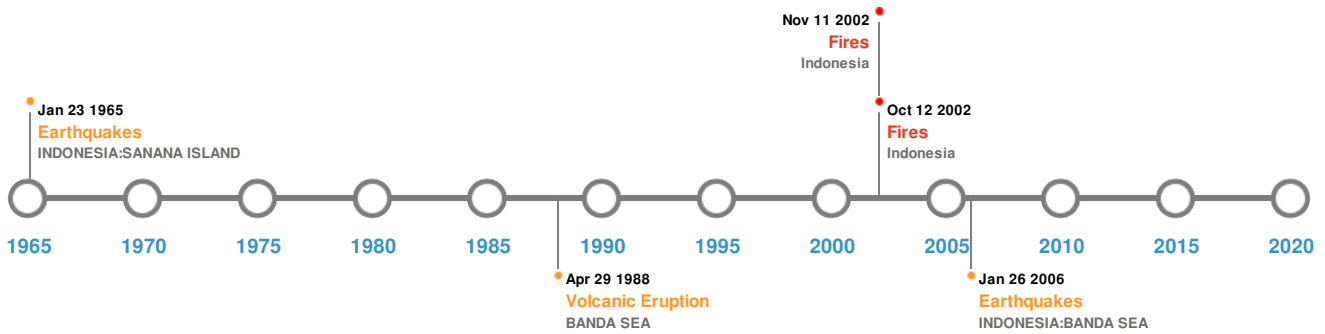 Nov 11 2002
Fires
Indonesia
Jan 23 1965
Earthquakes
INDONESIA:SANANA ISLAND
Oct 12 2002
Fires
Indonesia
1965 1970 1975 1980 1985 1990 1995 2000 2005 2010 2015 2020
Apr 29 1988
Volcanic Eruption
BANDA SEA
Jan 26 2006
Earthquakes
INDONESIA:BANDA SEA